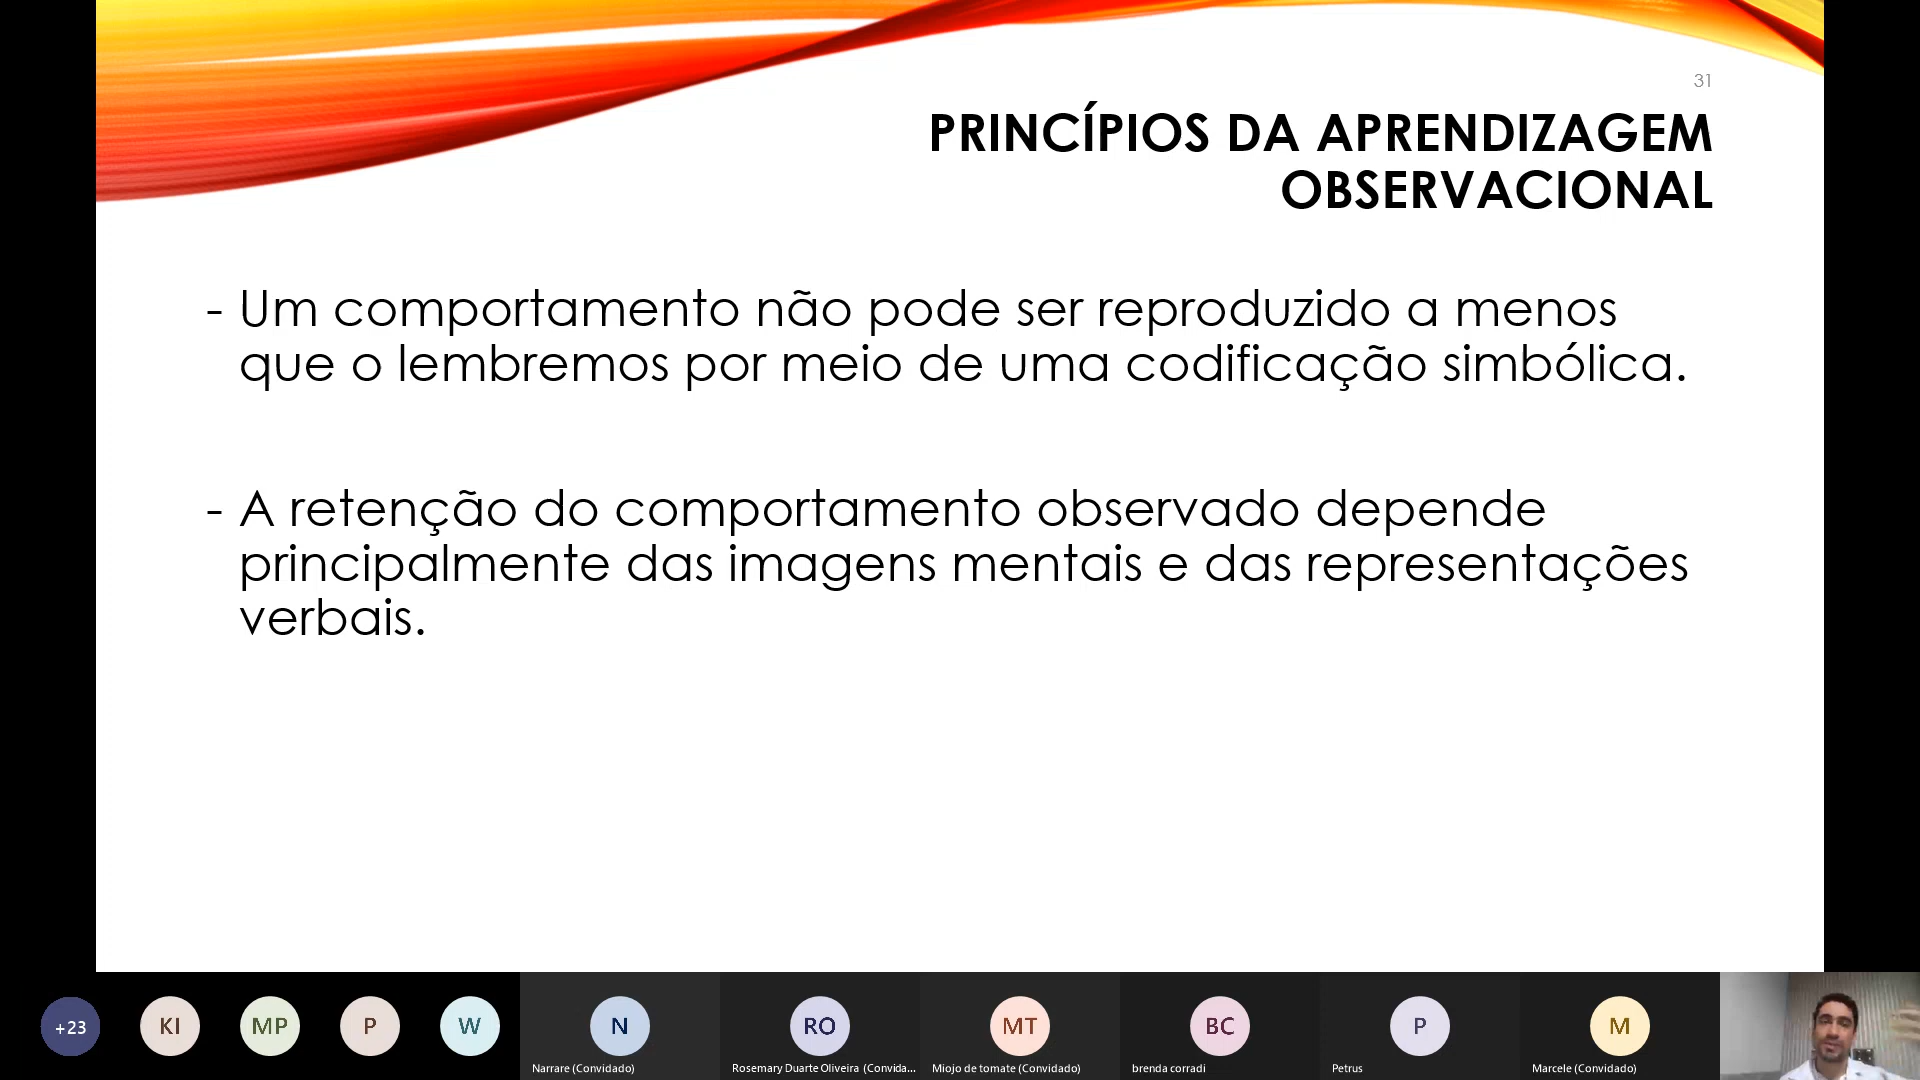 31
PRINCÍPIOS DA APRENDIZAGEM
OBSERVACIONAL
- Um comportamento não pode ser reproduzido a menos
que o lembremos por meio de uma codificação simbólica.
- A retenção do comportamento observado depende
principalmente das imagens mentais e das representações
verbais.
+23
KI
MP
P
W
N
RO
MT
BC
P
M
Narrare (Convidado)
Rosemary Duarte Oliveira (Convida...
Miojo de tomate (Convidado)
brenda corradi
Petrus
Marcele (Convidado)